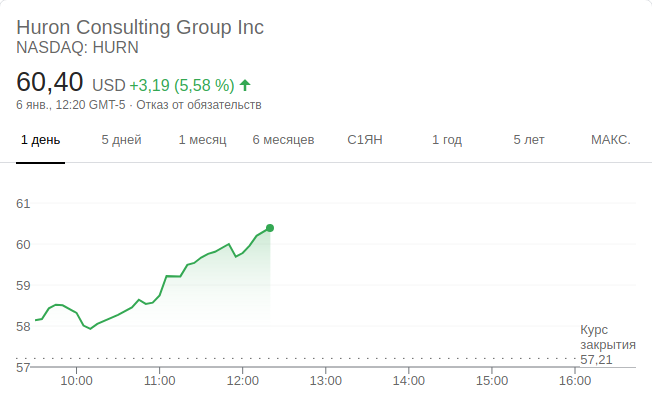 Huron Consulting Group Inc
NASDAQ: HURN
60,40 USD +3,19 (5,58 %)
6 янв., 12:20 GMT-5 · Отказ от обязательств
1 день 5 дней 1 месяц 6 месяцев С1ЯН 1 год 5 лет МАКС.
61
60
59
58
57
Курс
закрытия
57,21
10:00 11:00 12:00 13:00 14:00 15:00 16:00